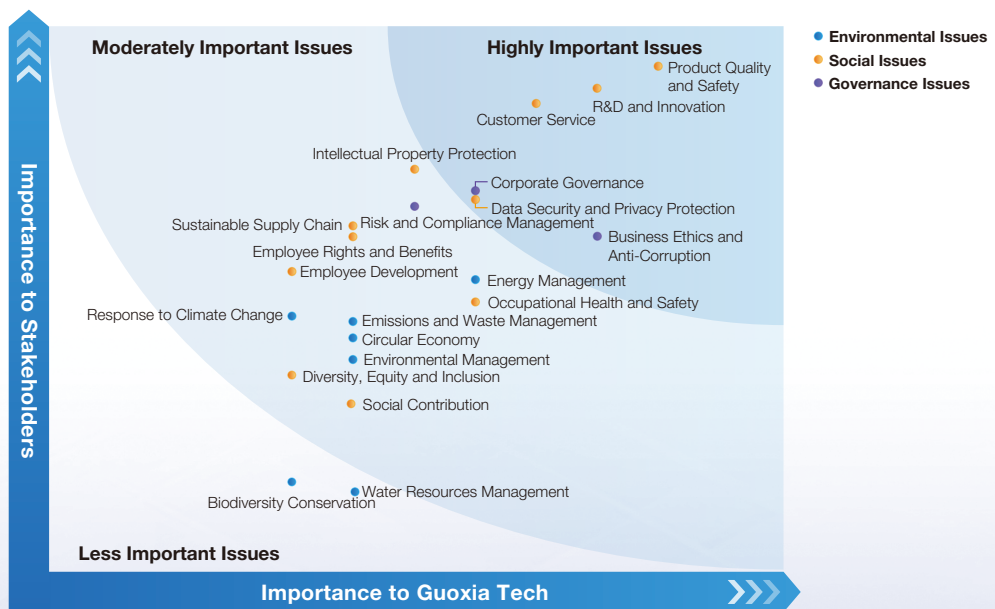 Moderately Important Issues
Highly Important Issues
Environmental Issues
Social Issues
Governance Issues
Product Quality
and Safety
R&D and Innovation
Customer Service
Intellectual Property Protection
Corporate Governance
Data Security and Privacy Protection
Sustainable Supply Chain
Risk and Compliance Management
Business Ethics and
Anti-Corruption
Employee Rights and Benefits
Employee Development
Energy Management
Occupational Health and Safety
Response to Climate Change
Emissions and Waste Management
Circular Economy
Environmental Management
Diversity, Equity and Inclusion
Social Contribution
Water Resources Management
Biodiversity Conservation
Less Important Issues
Importance to Stakeholders
Importance to Guoxia Tech